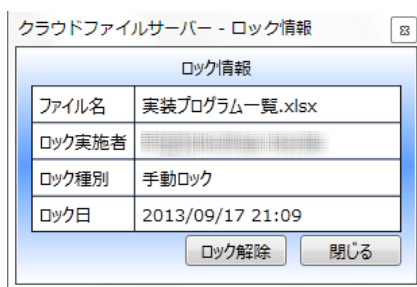 クラウドファイルサーバー - ロック情報
ロック情報
ファイル名 実装プログラム一覧.xlsx
ロック実施者
ロック種別 手動ロック
ロック日 2013/09/17 21:09
ロック解除 閉じる